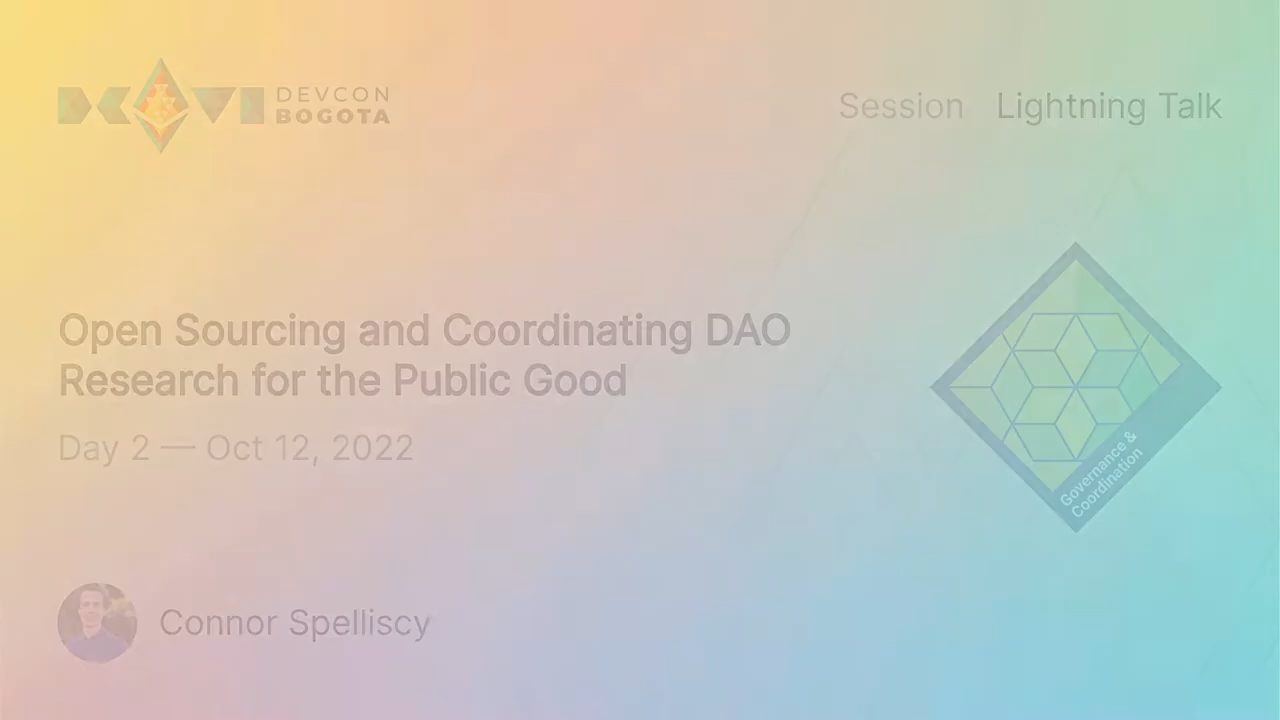 DEVCON
BOGOTA
Session Lightning Talk
Open Sourcing and Coordinating DAO
Research for the Public Good
Day 2 — Oct 12, 2022
Governance &
Coordination
Connor Spelliscy